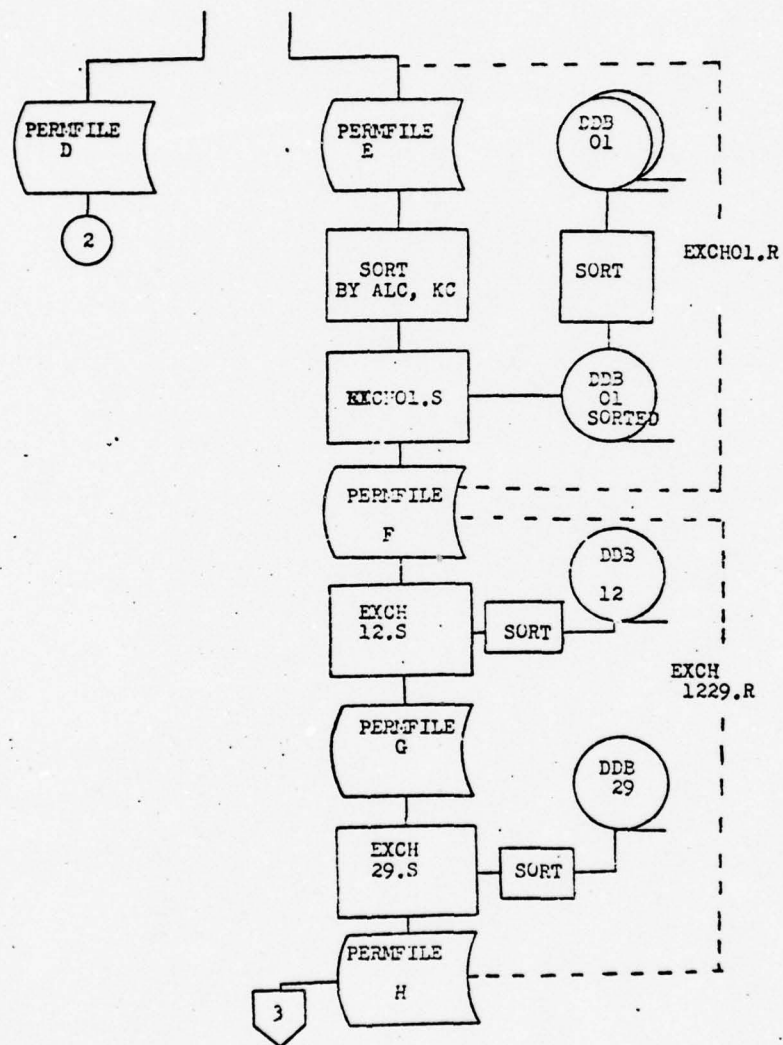 PERMFILE
D
2
PERMFILE
E
DDB
01
SORT
BY ALC, KC
SORT
EXCH01.R
EXCH01.S
DDB
01
SORTED
PERMFILE
F
EXCH
12.S
SORT
DDB
12
EXCH
1229.R
PERMFILE
G
DDB
29
EXCH
29.S
SORT
PERMFILE
H
3